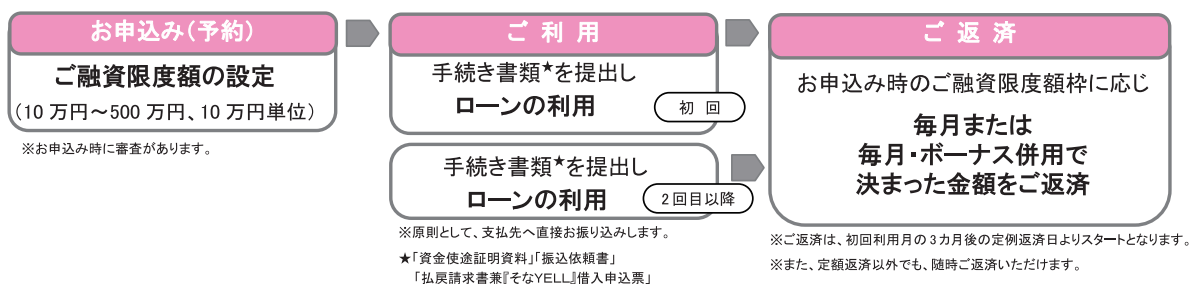 お申込み(予約)
ご融資限度額の設定
(10 万円~500 万円、10 万円単位)
※お申込み時に審査があります。
ご 利 用
手続き書類★を提出し
ローンの利用
初 回
手続き書類★を提出し
ローンの利用
2回目以降
※原則として、支払先へ直接お振り込みします。
★「資金使途証明資料」「振込依頼書」
「払戻請求書兼『そなYELL』借入申込票」
ご 返 済
お申込み時のご融資限度額枠に応じ
毎月または
毎月・ボーナス併用で
決まった金額をご返済
※ご返済は、初回利用月の3カ月後の定例返済日よりスタートとなります。
※また、定額返済以外でも、随時ご返済いただけます。